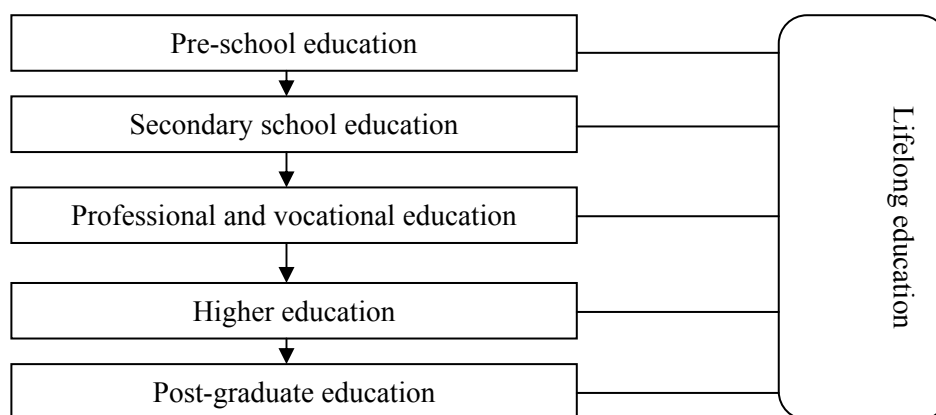 Pre-school education
Secondary school education
Professional and vocational education
Higher education
Post-graduate education
Lifelong education